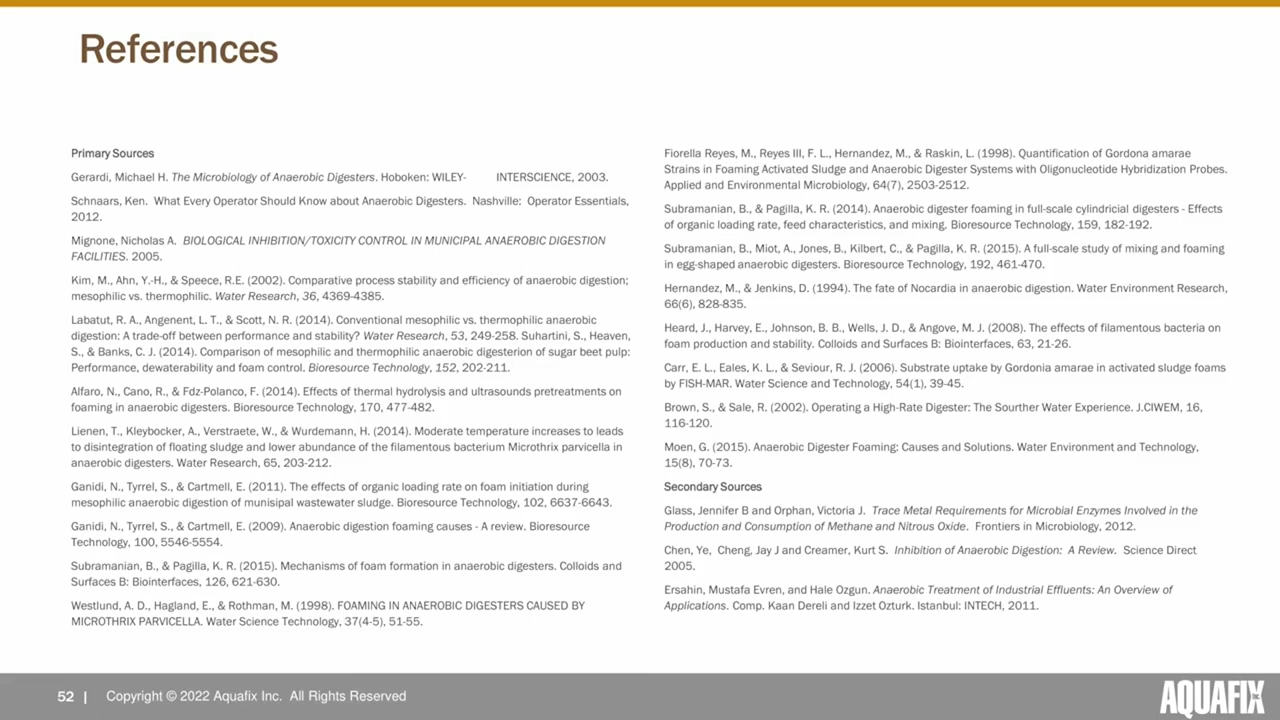 References
Primary Sources
Gerardi, Michael H. The Microbiology of Anaerobic Digesters. Hoboken: WILEY- INTERSCIENCE, 2003.
Schnaars, Ken. What Every Operator Should Know about Anaerobic Digesters. Nashville: Operator Essentials,
2012.
Mignone, Nicholas A. BIOLOGICAL INHIBITION/TOXICITY CONTROL IN MUNICIPAL ANAEROBIC DIGESTION
FACILITIES. 2005.
Kim, M., Ahn, Y.-H., & Speece, R.E. (2002). Comparative process stability and efficiency of anaerobic digestion;
mesophilic vs. thermophilic. Water Research, 36, 4369-4385.
Labatut, R. A., Angenent, L. T., & Scott, N. R. (2014). Conventional mesophilic vs. thermophilic anaerobic
digestion: A trade-off between performance and stability? Water Research, 53, 249-258. Suhartini, S., Heaven,
S., & Banks, C. J. (2014). Comparison of mesophilic and thermophilic anaerobic digesterion of sugar beet pulp:
Performance, dewaterability and foam control. Bioresource Technology, 152, 202-211.
Alfaro, N., Cano, R., & Fdz-Polanco, F. (2014). Effects of thermal hydrolysis and ultrasounds pretreatments on
foaming in anaerobic digesters. Bioresource Technology, 170, 477-482.
Lienen, T., Kleybocker, A., Verstraete, W., & Wurdemann, H. (2014). Moderate temperature increases to leads
to disintegration of floating sludge and lower abundance of the filamentous bacterium Microthrix parvicella in
anaerobic digesters. Water Research, 65, 203-212.
Ganidi, N., Tyrrel, S., & Cartmell, E. (2011). The effects of organic loading rate on foam initiation during
mesophilic anaerobic digestion of munisipal wastewater sludge. Bioresource Technology, 102, 6637-6643.
Ganidi, N., Tyrrel, S., & Cartmell, E. (2009). Anaerobic digestion foaming causes - A review. Bioresource
Technology, 100, 5546-5554.
Subramanian, B., & Pagilla, K. R. (2015). Mechanisms of foam formation in anaerobic digesters. Colloids and
Surfaces B: Biointerfaces, 126, 621-630.
Westlund, A. D., Hagland, E., & Rothman, M. (1998). FOAMING IN ANAEROBIC DIGESTERS CAUSED BY
MICROTHRIX PARVICELLA. Water Science Technology, 37(4-5), 51-55.
Fiorella Reyes, M., Reyes III, F. L., Hernandez, M., & Raskin, L. (1998). Quantification of Gordona amarae
Strains in Foaming Activated Sludge and Anaerobic Digester Systems with Oligonucleotide Hybridization Probes.
Applied and Environmental Microbiology, 64(7), 2503-2512.
Subramanian, B., & Pagilla, K. R. (2014). Anaerobic digester foaming in full-scale cylindricial digesters - Effects
of organic loading rate, feed characteristics, and mixing. Bioresource Technology, 159, 182-192.
Subramanian, B., Miot, A., Jones, B., Kilbert, C., & Pagilla, K. R. (2015). A full-scale study of mixing and foaming
in egg-shaped anaerobic digesters. Bioresource Technology, 192, 461-470.
Hernandez, M., & Jenkins, D. (1994). The fate of Nocardia in anaerobic digestion. Water Environment Research,
66(6), 828-835.
Heard, J., Harvey, E., Johnson, B. B., Wells, J. D., & Angove, M. J. (2008). The effects of filamentous bacteria on
foam production and stability. Colloids and Surfaces B: Biointerfaces, 63, 21-26.
Carr, E. L., Eales, K. L., & Seviour, R. J. (2006). Substrate uptake by Gordonia amarae in activated sludge foams
by FISH-MAR. Water Science and Technology, 54(1), 39-45.
Brown, S., & Sale, R. (2002). Operating a High-Rate Digester: The Sourther Water Experience. J.CIWEM, 16,
116-120.
Moen, G. (2015). Anaerobic Digester Foaming: Causes and Solutions. Water Environment and Technology,
15(8), 70-73.
Secondary Sources
Glass, Jennifer B and Orphan, Victoria J. Trace Metal Requirements for Microbial Enzymes Involved in the
Production and Consumption of Methane and Nitrous Oxide. Frontiers in Microbiology, 2012.
Chen, Ye, Cheng, Jay J and Creamer, Kurt S. Inhibition of Anaerobic Digestion: A Review. Science Direct
2005.
Ersahin, Mustafa Evren, and Hale Ozgun. Anaerobic Treatment of Industrial Effluents: An Overview of
Applications. Comp. Kaan Dereli and Izzet Ozturk. Istanbul: INTECH, 2011.
52 | Copyright © 2022 Aquafix Inc. All Rights Reserved
AQUAFIX INC.